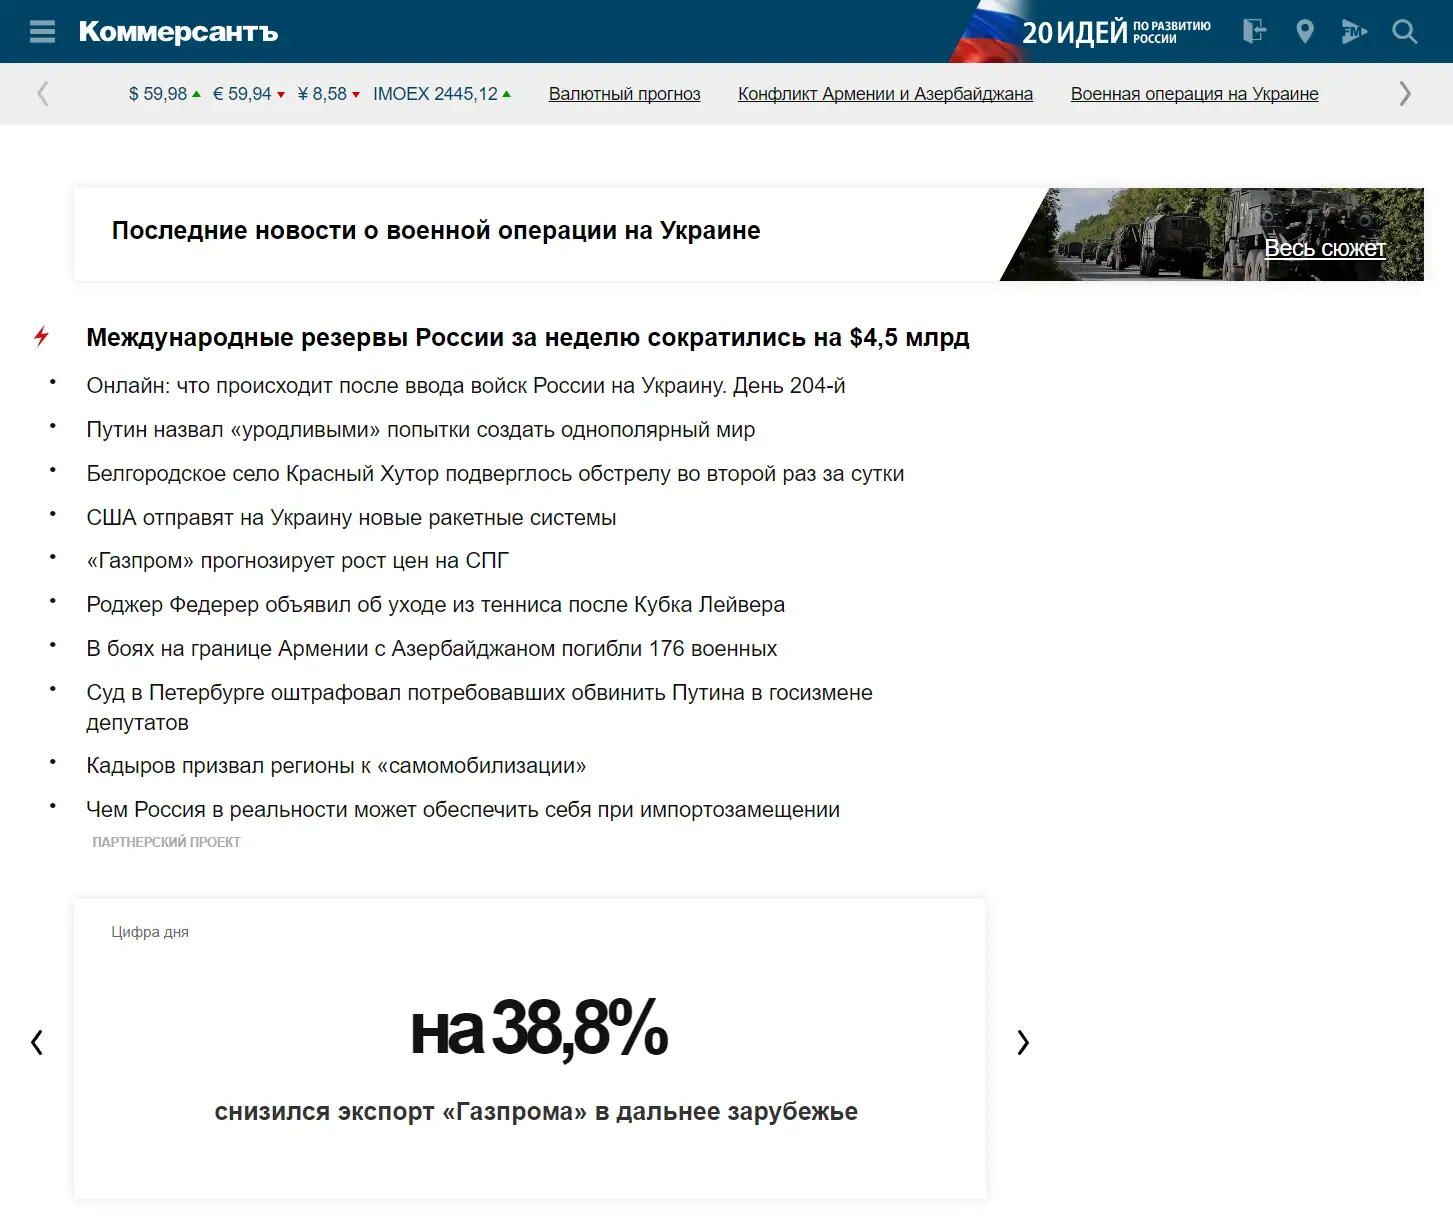 Коммерсантъ
20 ИДЕЙ ПО РАЗВИТИЮ
РОССИИ
FM
$ 59,98 € 59,94 ¥ 8,58 IMOEX 2445,12 Валютный прогноз Конфликт Армении и Азербайджана Военная операция на Украине
Последние новости о военной операции на Украине
Весь сюжет
Международные резервы России за неделю сократились на $4,5 млрд
Онлайн: что происходит после ввода войск России на Украину. День 204-й
Путин назвал «уродливыми» попытки создать однополярный мир
Белгородское село Красный Хутор подверглось обстрелу во второй раз за сутки
США отправят на Украину новые ракетные системы
«Газпром» прогнозирует рост цен на СПГ
Роджер Федерер объявил об уходе из тенниса после Кубка Лейвера
В боях на границе Армении с Азербайджаном погибли 176 военных
Суд в Петербурге оштрафовал потребовавших обвинить Путина в госизмене
депутатов
Кадыров призвал регионы к «самомобилизации»
Чем Россия в реальности может обеспечить себя при импортозамещении
ПАРТНЕРСКИЙ ПРОЕКТ
Цифра дня
на 38,8%
снизился экспорт «Газпрома» в дальнее зарубежье